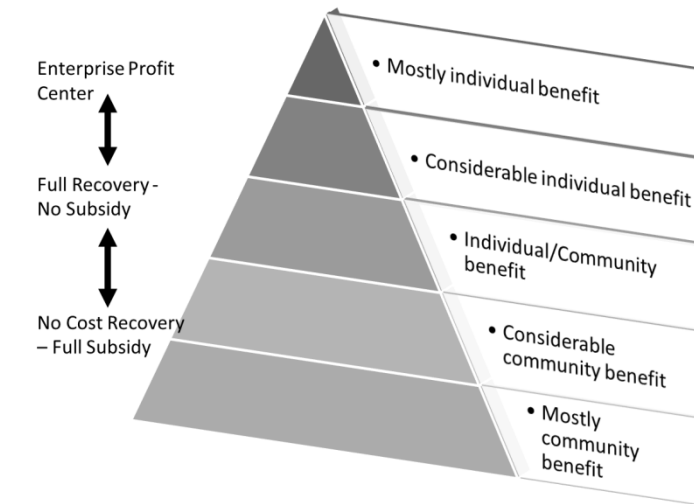 Enterprise Profit
Center
Full Recovery -
No Subsidy
No Cost Recovery
– Full Subsidy
• Mostly individual benefit
• Considerable individual benefit
• Individual/Community
benefit
• Considerable
community benefit
• Mostly
community
benefit